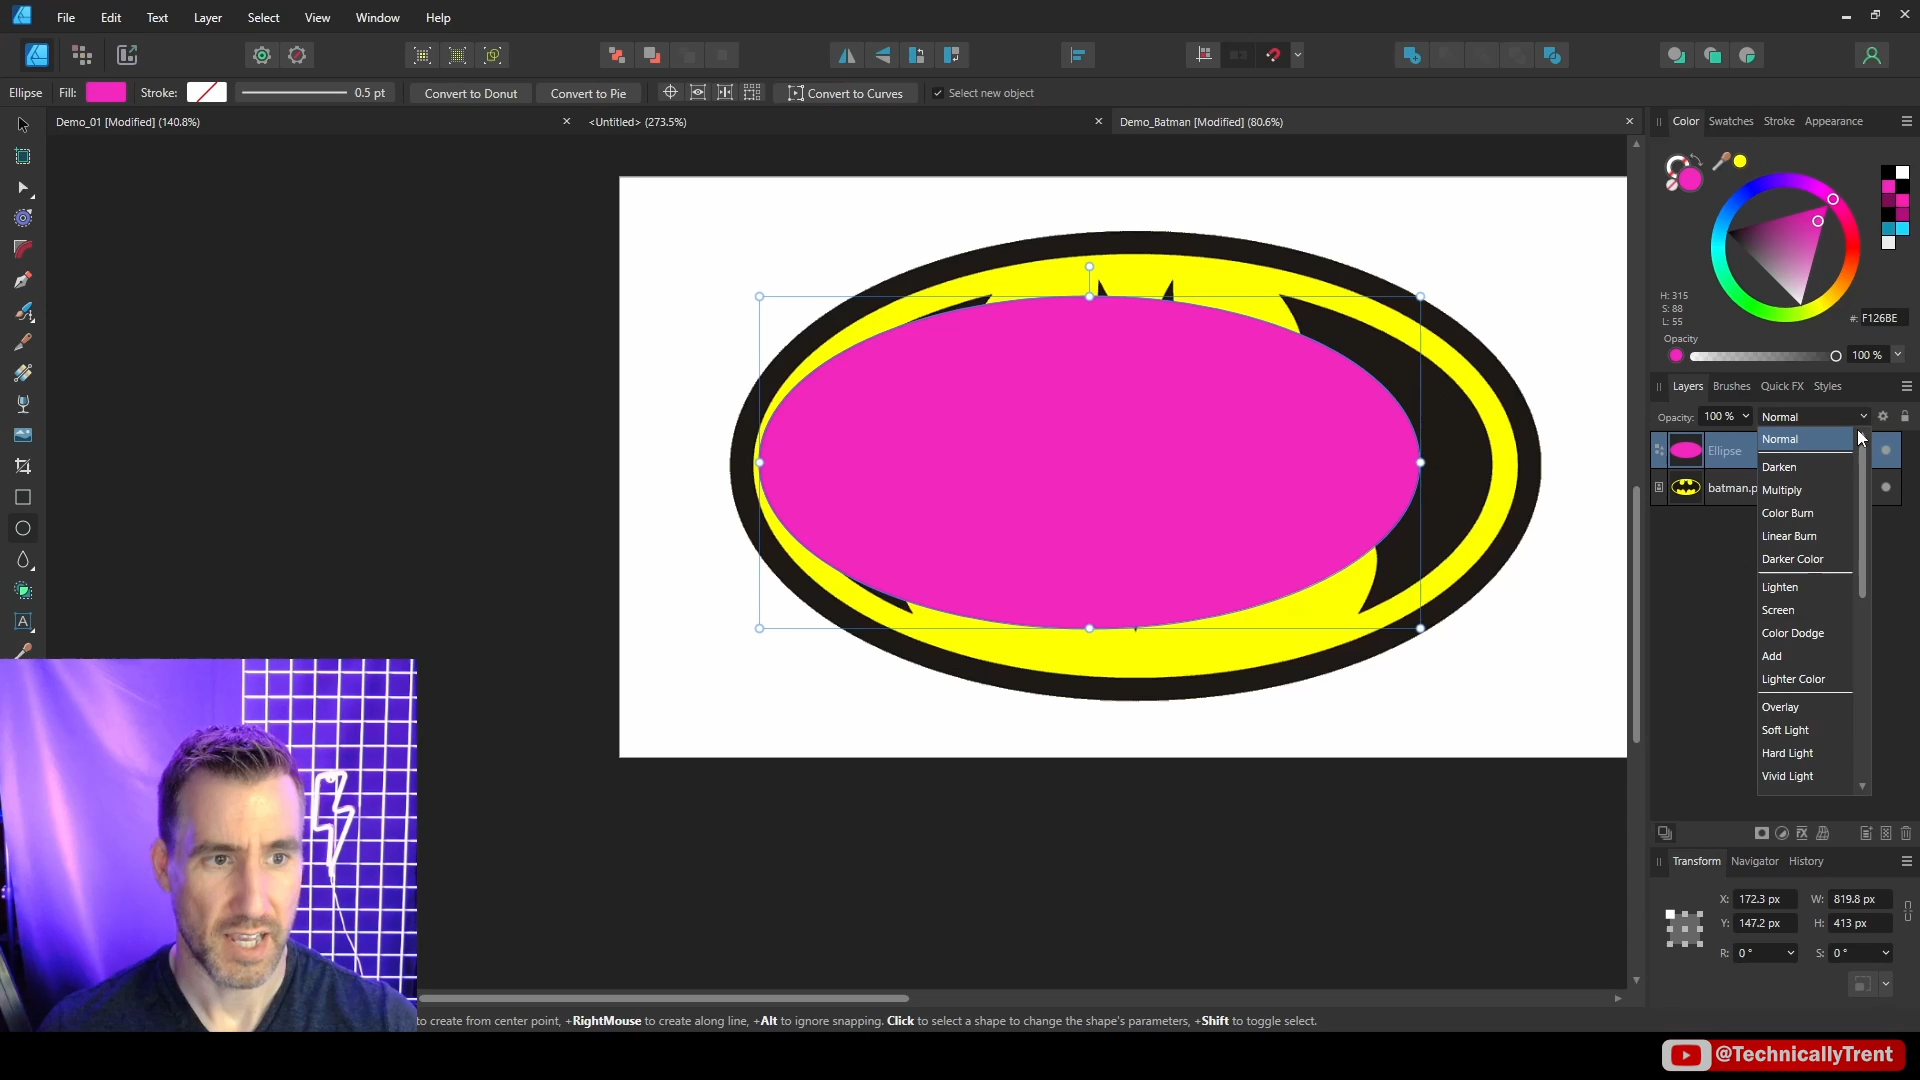 File Edit Text Layer Select View Window Help
Ellipse Fill: Stroke: 0.5 pt Convert to Donut Convert to Pie Convert to Curves Select new object
Demo_01 [Modified] (140.8%) <Untitled> (273.5%) Demo_Batman [Modified] (80.6%)
Color Swatches Stroke Appearance
H: 315
S: 88
L: 55
#: F126BE
Opacity
100 %
Layers Brushes Quick FX Styles
Opacity: 100 % Normal
Ellipse
batman.p
Normal
Darken
Multiply
Color Burn
Linear Burn
Darker Color
Lighten
Screen
Color Dodge
Add
Lighter Color
Overlay
Soft Light
Hard Light
Vivid Light
Transform Navigator History
X: 172.3 px W: 819.8 px
Y: 147.2 px H: 413 px
R: 0 ° S: 0 °
to create from center point, +RightMouse to create along line, +Alt to ignore snapping. Click to select a shape to change the shape's parameters, +Shift to toggle select.
@TechnicallyTrent